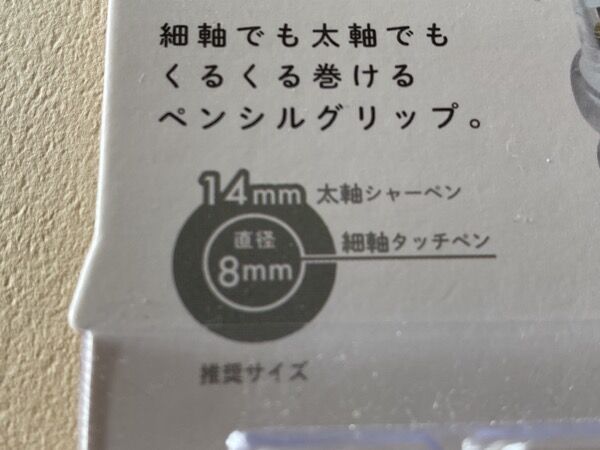 細軸でも太軸でも
くるくる巻ける
ペンシルグリップ。
14mm 太軸シャーペン
直径
8mm 細軸タッチペン
推奨サイズ